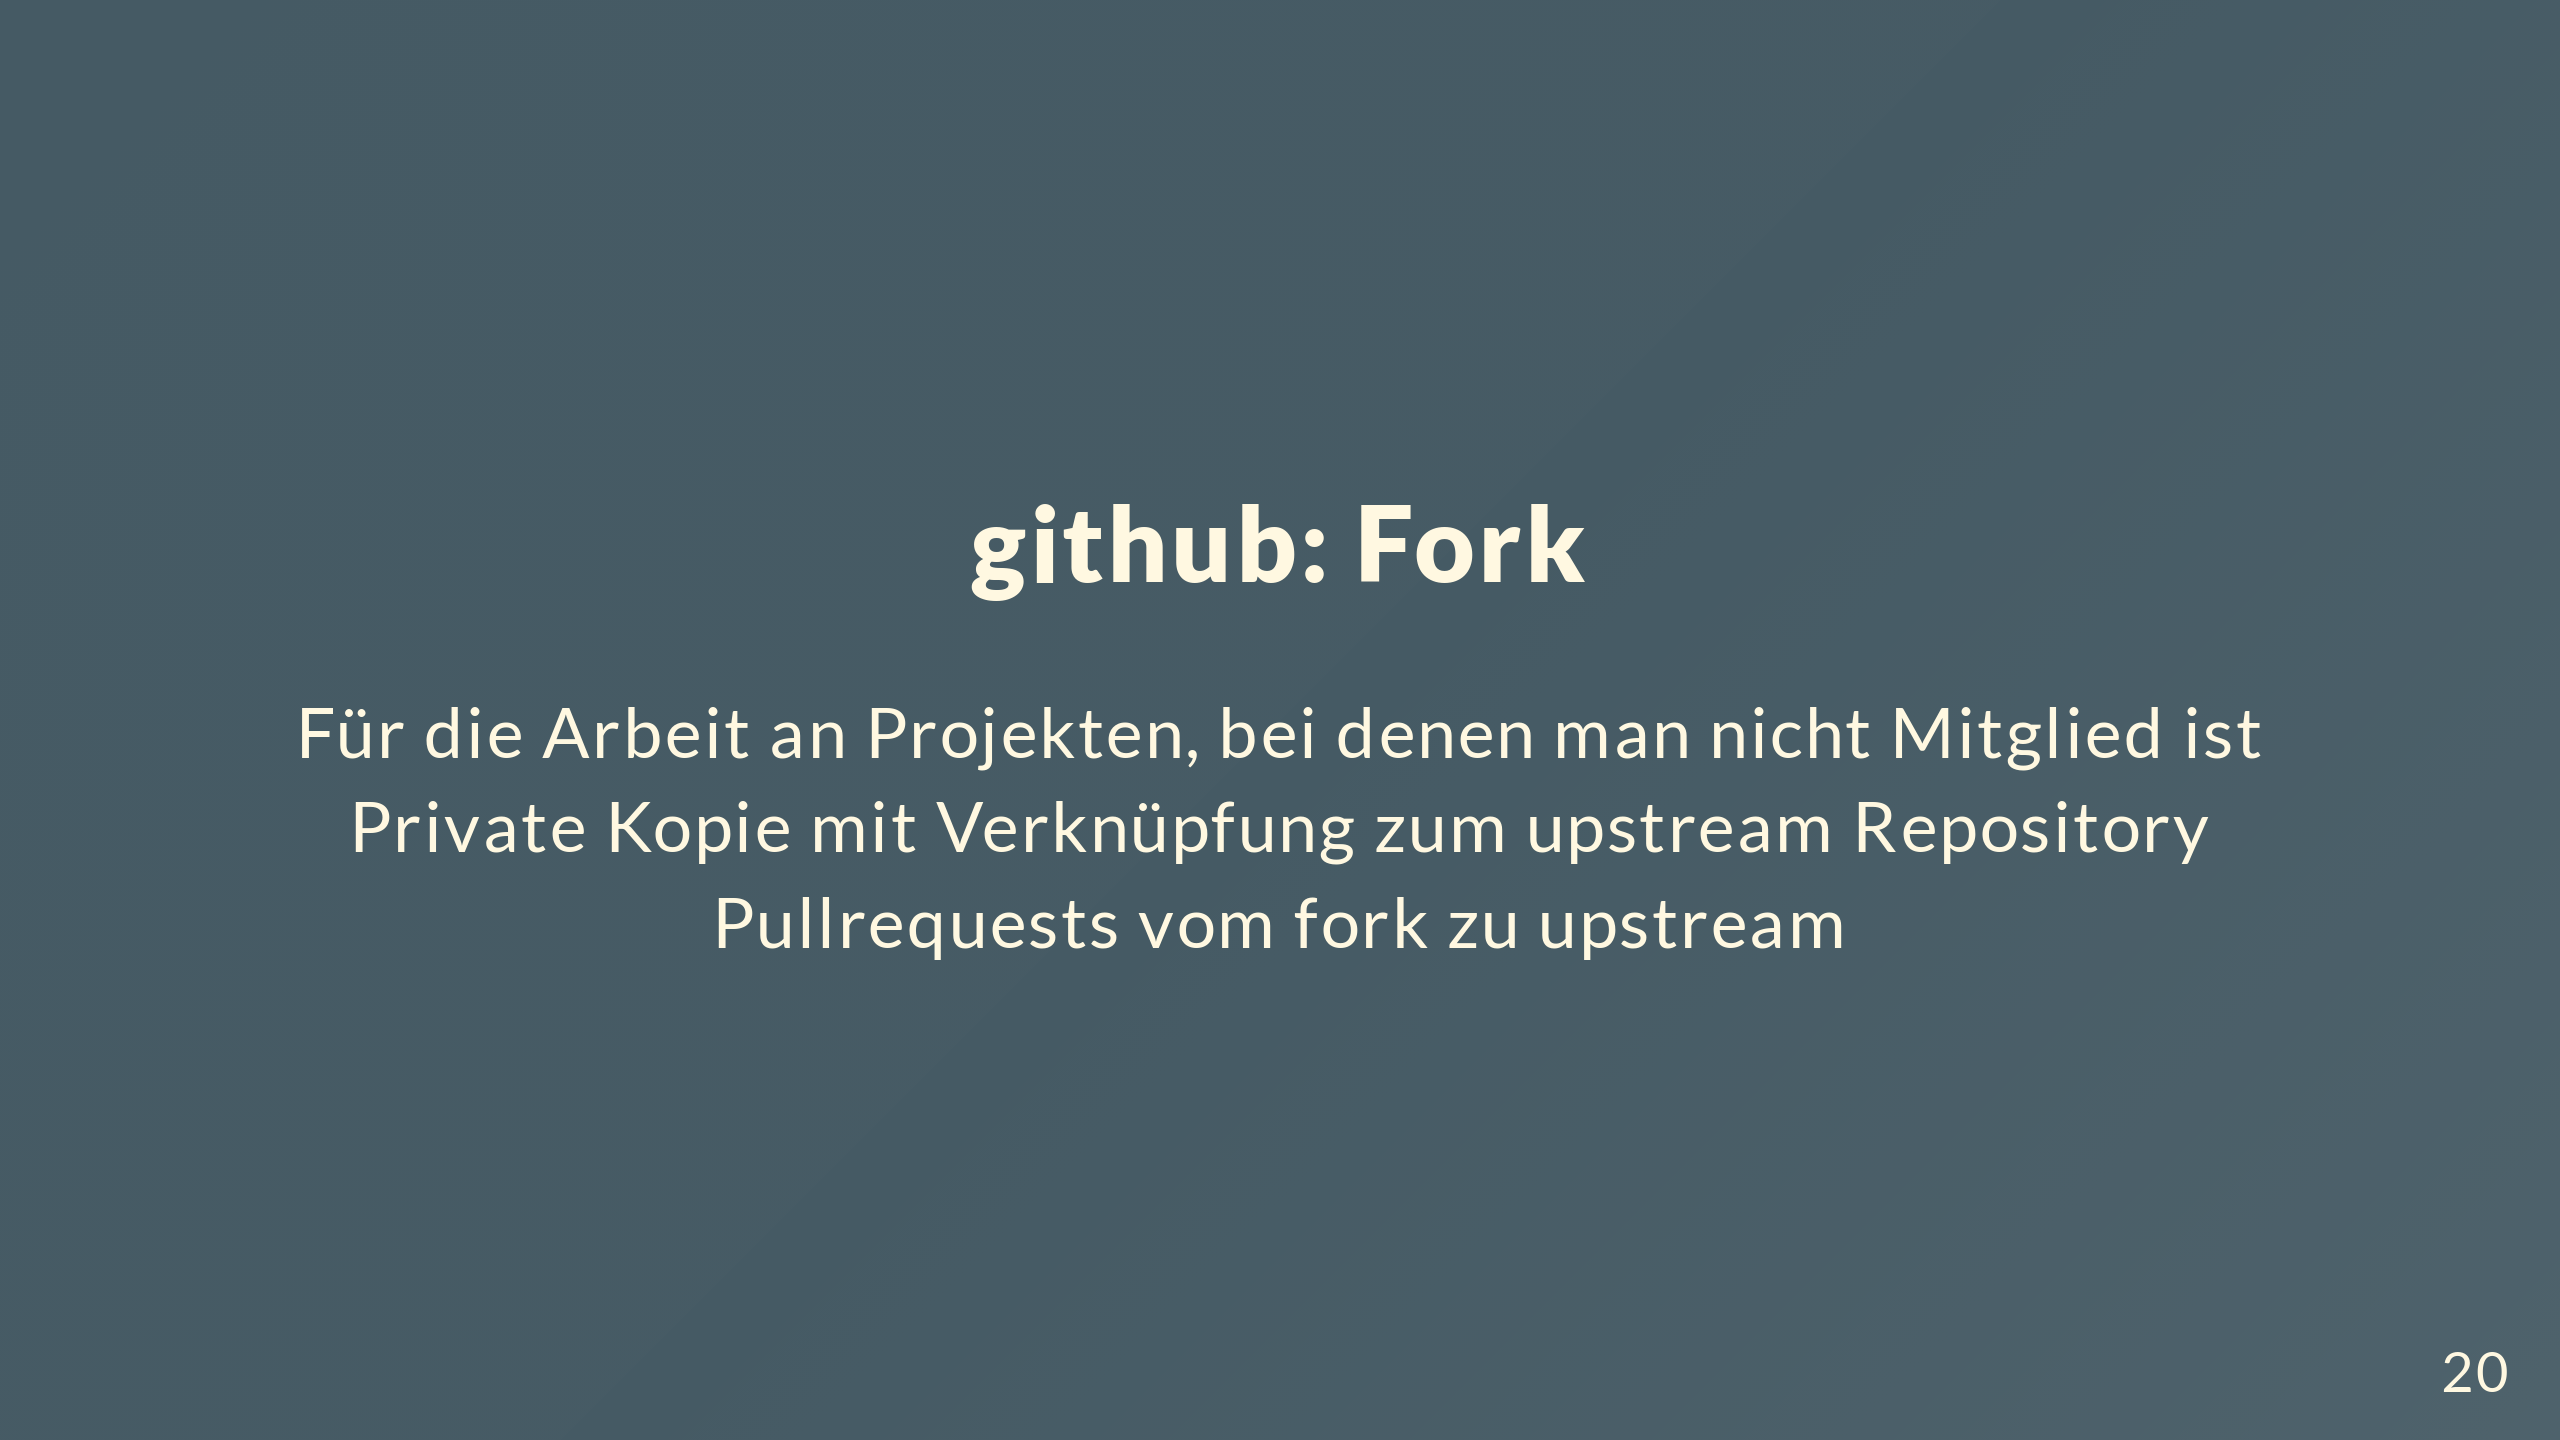 github: Fork
Für die Arbeit an Projekten, bei denen man nicht Mitglied ist
Private Kopie mit Verknüpfung zum upstream Repository
Pullrequests vom fork zu upstream
20